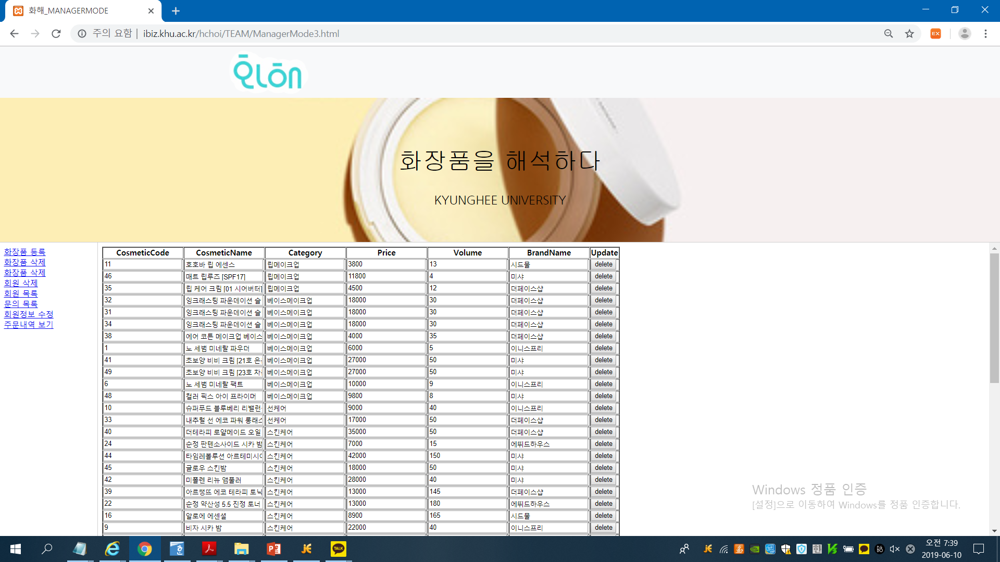 화해_MANAGERMODE
주의 요함 | ibiz.khu.ac.kr/hchoi/TEAM/ManagerMode3.html
EX
화장품을 해석하다
KYUNGHEE UNIVERSITY
화장품 등록
화장품 삭제
화장품 삭제
회원 삭제
회원 목록
문의 목록
회원정보 수정
주문내역 보기
CosmeticCode CosmeticName Category Price Volume BrandName Update
11 호호바 립 에센스 립메이크업 3800 13 시드물 delete
46 매트 립루즈 [SPF17] 립메이크업 11800 4 미샤 delete
35 립 케어 크림 [01 시어버터] 립메이크업 4500 12 더페이스샵 delete
32 잉크래스팅 파운데이션 슬 베이스메이크업 18000 30 더페이스샵 delete
31 잉크래스팅 파운데이션 슬 베이스메이크업 18000 30 더페이스샵 delete
34 잉크래스팅 파운데이션 슬 베이스메이크업 18000 30 더페이스샵 delete
38 에어 코튼 메이크업 베이스 베이스메이크업 4000 35 더페이스샵 delete
1 노 세범 미네랄 파우더 베이스메이크업 6000 5 이니스프리 delete
41 초보양 비비 크림 [21호 베이스메이크업 27000 50 미샤 delete
49 초보양 비비 크림 [23호 베이스메이크업 27000 50 미샤 delete
6 노 세범 미네랄 팩트 베이스메이크업 10000 9 이니스프리 delete
48 컬러 픽스 아이 프라이머 베이스메이크업 9800 8 미샤 delete
10 슈퍼푸드 블루베리 리밸런 선케어 9000 40 이니스프리 delete
33 내추럴 선 에코 파워 롱래스 선케어 17000 50 더페이스샵 delete
40 더테라피 로얄메이드 오일 스킨케어 35000 50 더페이스샵 delete
24 순정 판텐소사이드 시카 밤 스킨케어 7000 15 에뛰드하우스 delete
44 타임레볼루션 아르테미시 스킨케어 42000 150 미샤 delete
45 글로우 스킨밤 스킨케어 18000 50 미샤 delete
42 미폴렌 리뉴 앰플러 스킨케어 28000 40 미샤 delete
39 아르쌩뜨 에코 테라피 토닉 스킨케어 13000 145 더페이스샵 delete
22 순정 약산성 5.5 진정 토너 스킨케어 13000 180 에뛰드하우스 delete
16 알로에 에센셜 스킨케어 8900 165 시드물 delete
9 비자 시카 밤 스킨케어 22000 40 이니스프리 delete
Windows 정품 인증
[설정]으로 이동하여 Windows를 정품 인증합니다.
TALK
오전 7:39
2019-06-10